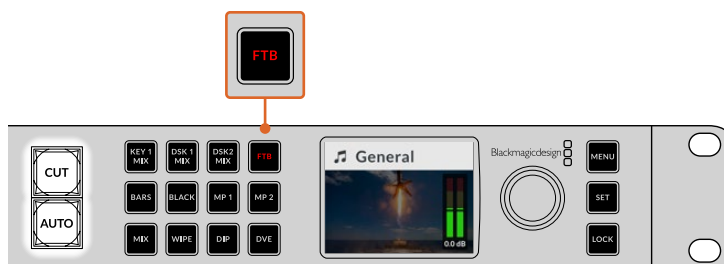 FTB
CUT
AUTO
KEY 1
MIX
DSK 1
MIX
DSK2
MIX
FTB
BARS
BLACK
MP 1
MP 2
MIX
WIPE
DIP
DVE
General
0.0 dB
Blackmagicdesign
MENU
SET
LOCK